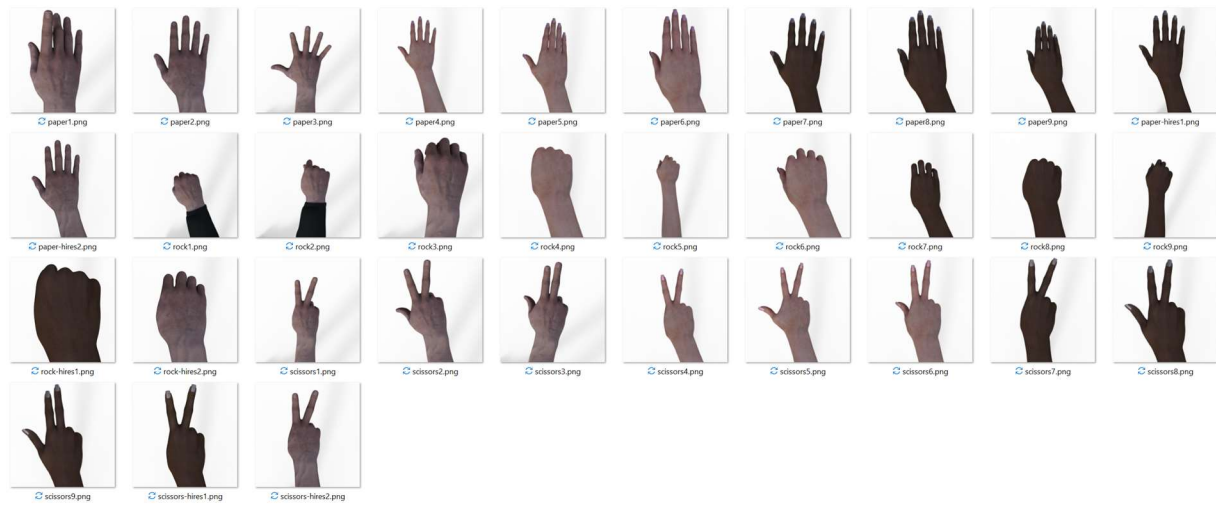 paper1.png
paper2.png
paper3.png
paper4.png
paper5.png
paper6.png
paper7.png
paper8.png
paper9.png
paper-hires1.png
paper-hires2.png
rock1.png
rock2.png
rock3.png
rock4.png
rock5.png
rock6.png
rock7.png
rock8.png
rock9.png
rock-hires1.png
rock-hires2.png
scissors1.png
scissors2.png
scissors3.png
scissors4.png
scissors5.png
scissors6.png
scissors7.png
scissors8.png
scissors9.png
scissors-hires1.png
scissors-hires2.png